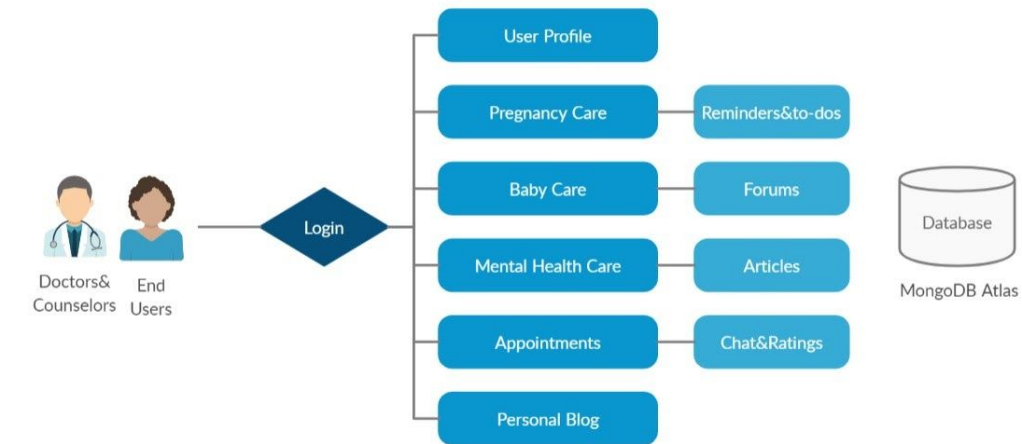 User Profile
Pregnancy Care
Reminders&to-dos
Baby Care
Forums
Database
Login
Mental Health Care
Articles
Doctors&
Counselors
End
Users
MongoDB Atlas
Appointments
Chat&Ratings
Personal Blog